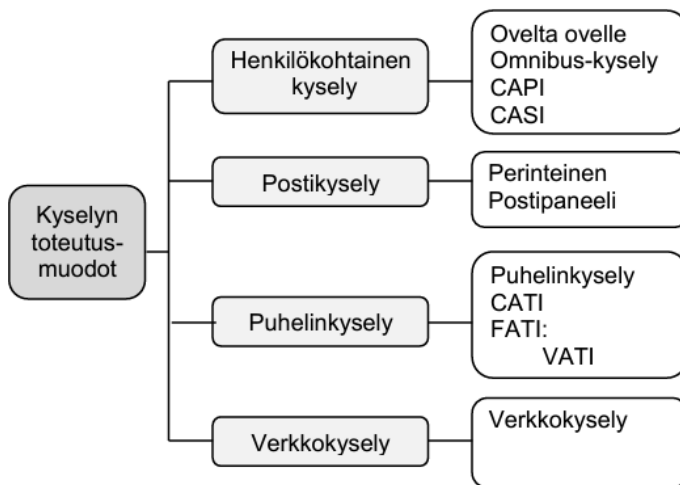 Kyselyn
toteutus-
muodot
Henkilökohtainen
kysely
Ovelta ovelle
Omnibus-kysely
CAPI
CASI
Postikysely
Perinteinen
Postipaneeli
Puhelinkysely
Puhelinkysely
CATI
FATI:
VATI
Verkkokysely
Verkkokysely